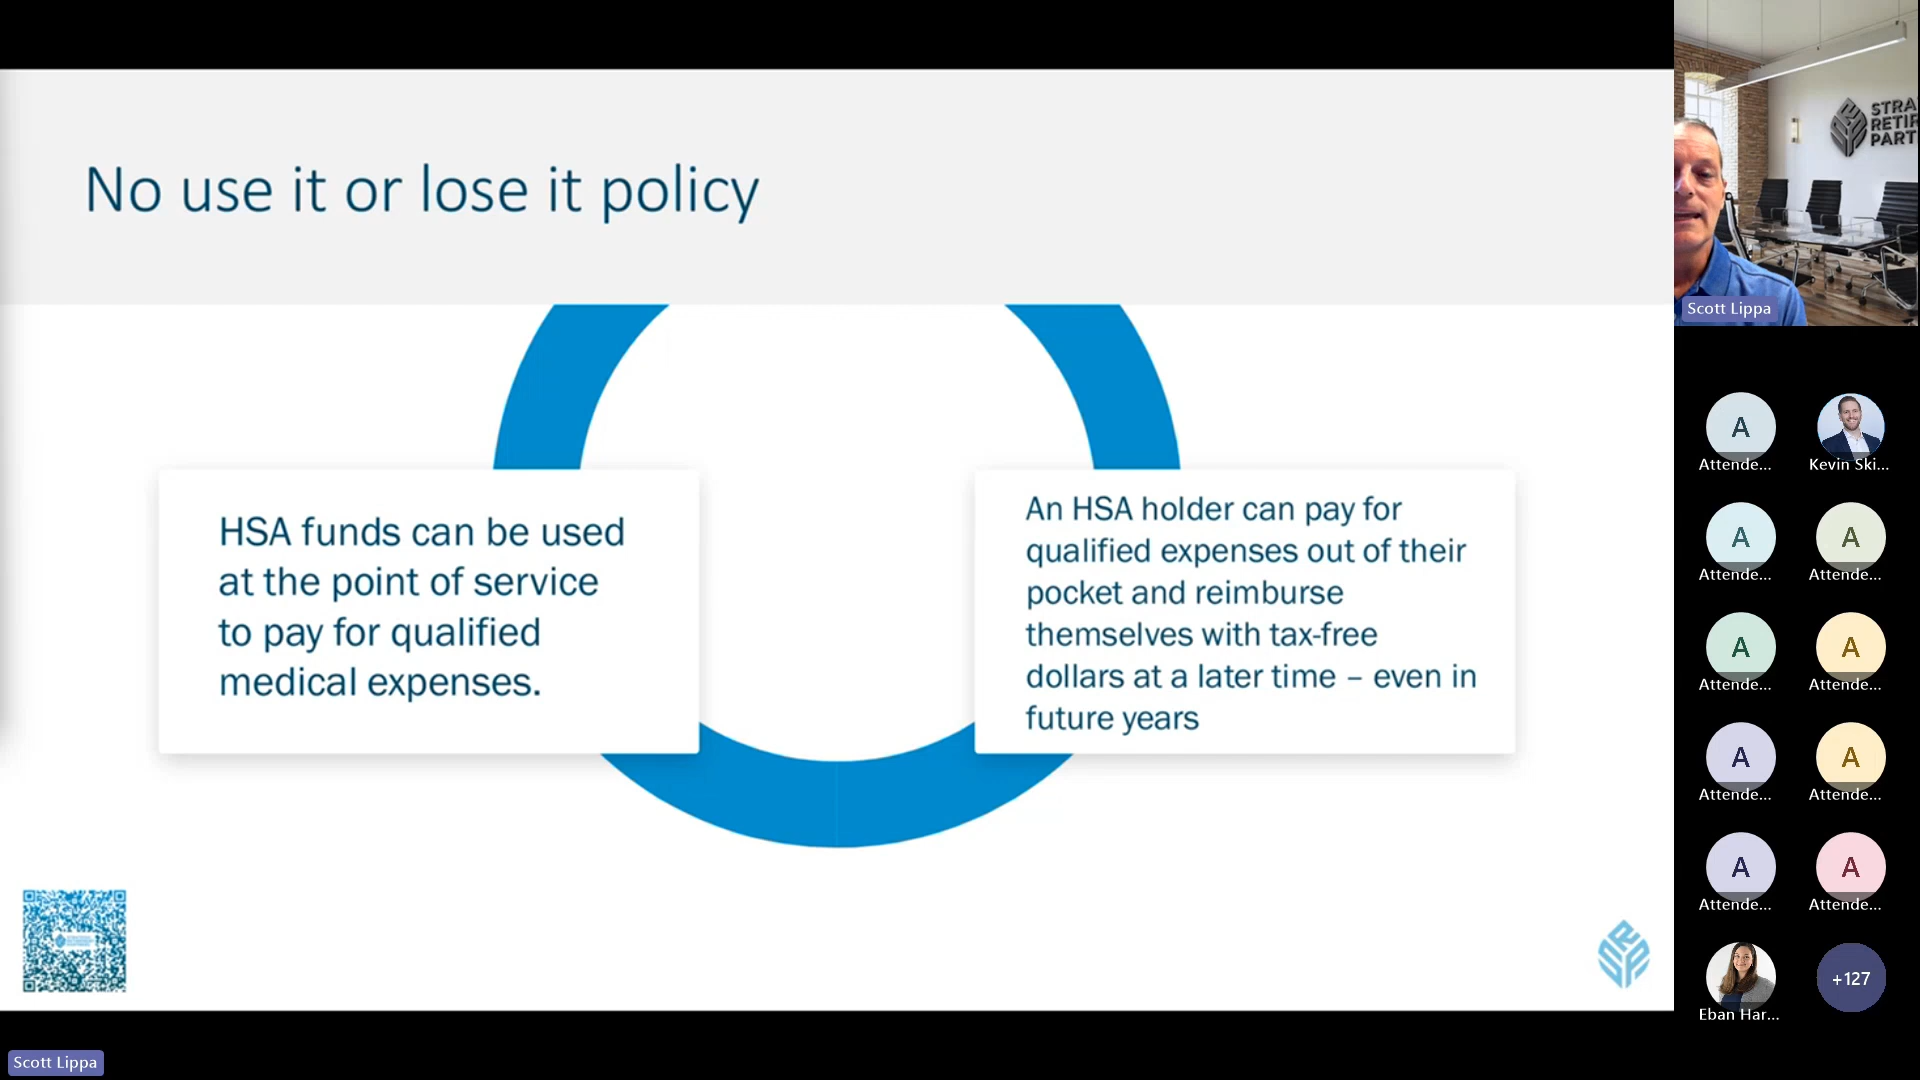 No use it or lose it policy
HSA funds can be used
at the point of service
to pay for qualified
medical expenses.
An HSA holder can pay for
qualified expenses out of their
pocket and reimburse
themselves with tax-free
dollars at a later time – even in
future years
STRA
RETIR
PART
Scott Lippa
A
Attende...
Kevin Ski...
A
Attende...
A
Attende...
A
Attende...
A
Attende...
A
Attende...
A
Attende...
A
Attende...
A
Attende...
Eban Har...
+127
Scott Lippa